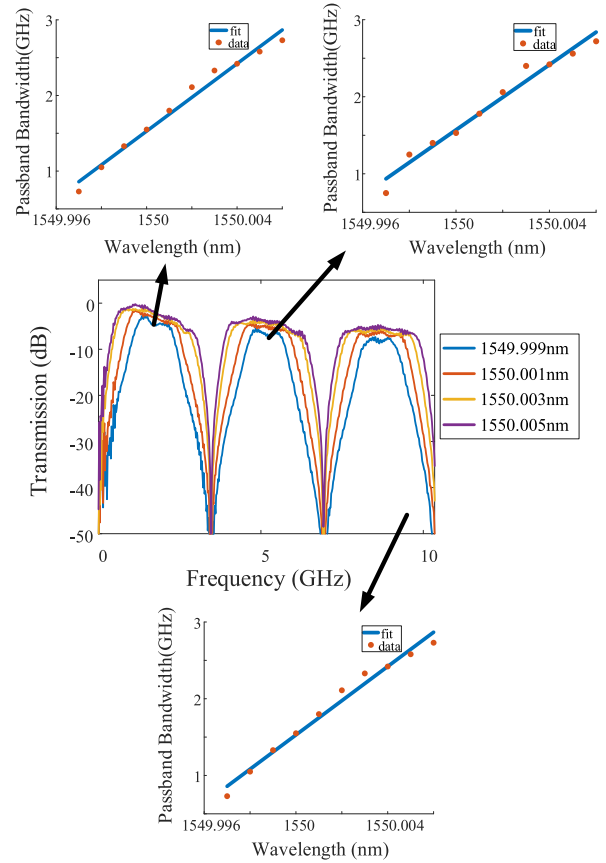 Passband Bandwidth(GHz)
3
2
1
fit
data
1549.996
1550
1550.004
Wavelength (nm)
Passband Bandwidth(GHz)
3
2
1
fit
data
1549.996
1550
1550.004
Wavelength (nm)
Transmission (dB)
0
-10
-20
-30
-40
-50
0
5
10
Frequency (GHz)
1549.999nm
1550.001nm
1550.003nm
1550.005nm
Passband Bandwidth(GHz)
3
2
1
fit
data
1549.996
1550
1550.004
Wavelength (nm)